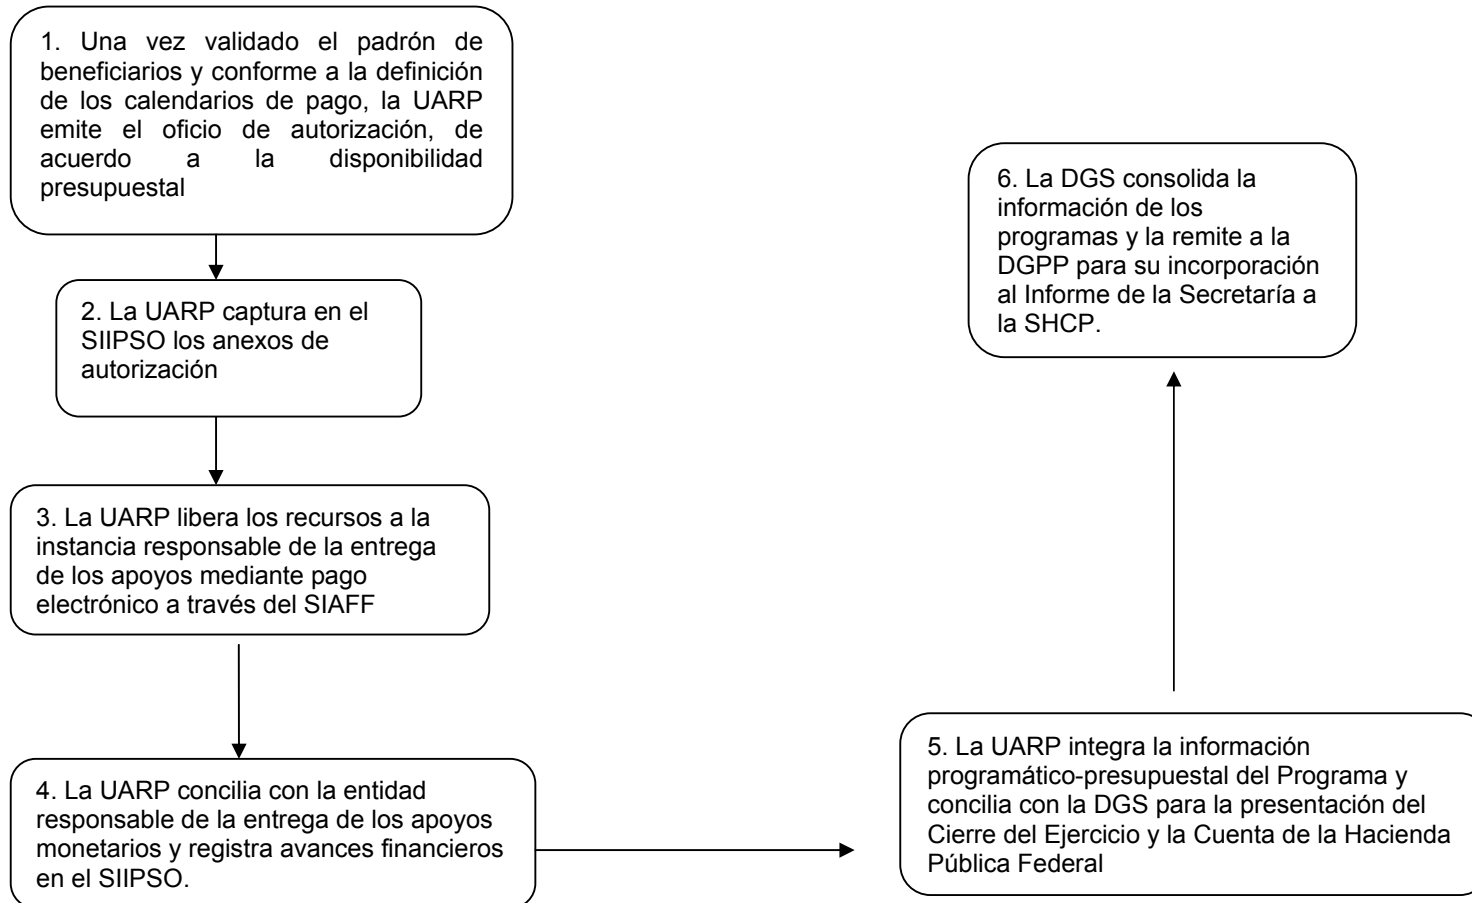 1. Una vez validado el padrón de
beneficiarios y conforme a la definición
de los calendarios de pago, la UARP
emite el oficio de autorización, de
acuerdo a la disponibilidad
presupuestal
2. La UARP captura en el
SIIPSO los anexos de
autorización
3. La UARP libera los recursos a la
instancia responsable de la entrega
de los apoyos mediante pago
electrónico a través del SIAFF
4. La UARP concilia con la entidad
responsable de la entrega de los apoyos
monetarios y registra avances financieros
en el SIIPSO.
5. La UARP integra la información
programático-presupuestal del Programa y
concilia con la DGS para la presentación del
Cierre del Ejercicio y la Cuenta de la Hacienda
Pública Federal
6. La DGS consolida la
información de los
programas y la remite a la
DGPP para su incorporación
al Informe de la Secretaría a
la SHCP.